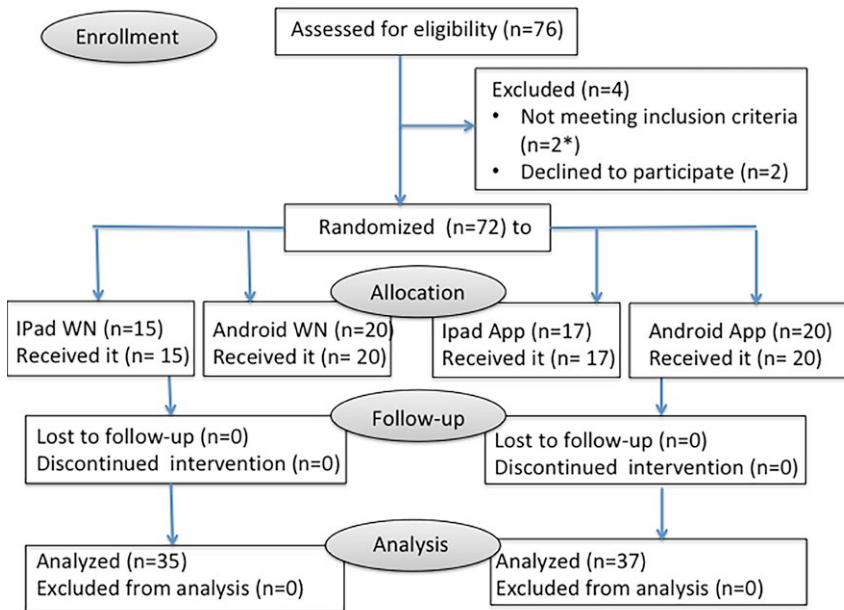 Enrollment
Assessed for eligibility (n=76)
Excluded (n=4)
• Not meeting inclusion criteria
(n=2*)
• Declined to participate (n=2)
Randomized (n=72) to
Allocation
IPad WN (n=15)
Received it (n= 15)
Android WN (n=20)
Received it (n= 20)
Ipad App (n=17)
Received it (n= 17)
Android App (n=20)
Received it (n= 20)
Follow-up
Lost to follow-up (n=0)
Discontinued intervention (n=0)
Lost to follow-up (n=0)
Discontinued intervention (n=0)
Analysis
Analyzed (n=35)
Excluded from analysis (n=0)
Analyzed (n=37)
Excluded from analysis (n=0)